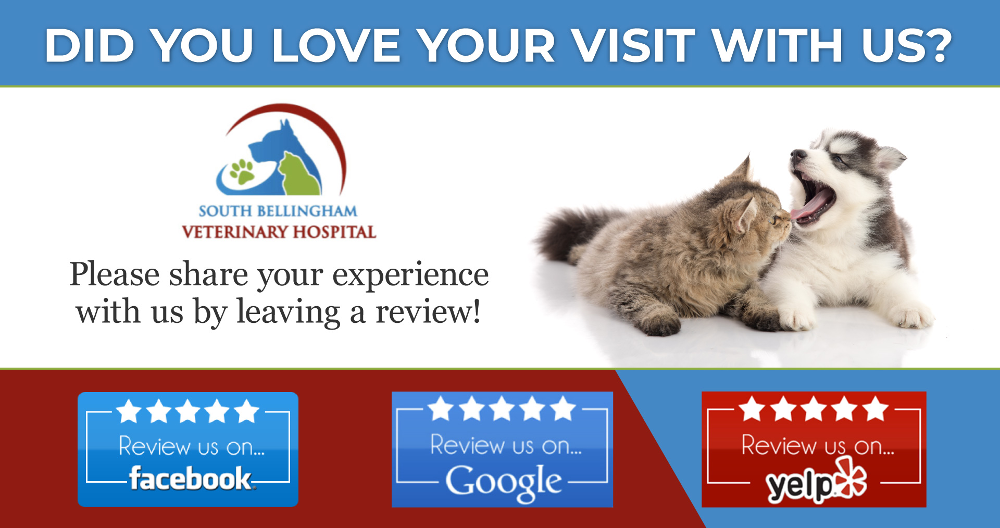 DID YOU LOVE YOUR VISIT WITH US?
SOUTH BELLINGHAM
VETERINARY HOSPITAL
Please share your experience
with us by leaving a review!
Review us on...
facebook
Review us on...
Google
Review us on...
yelp